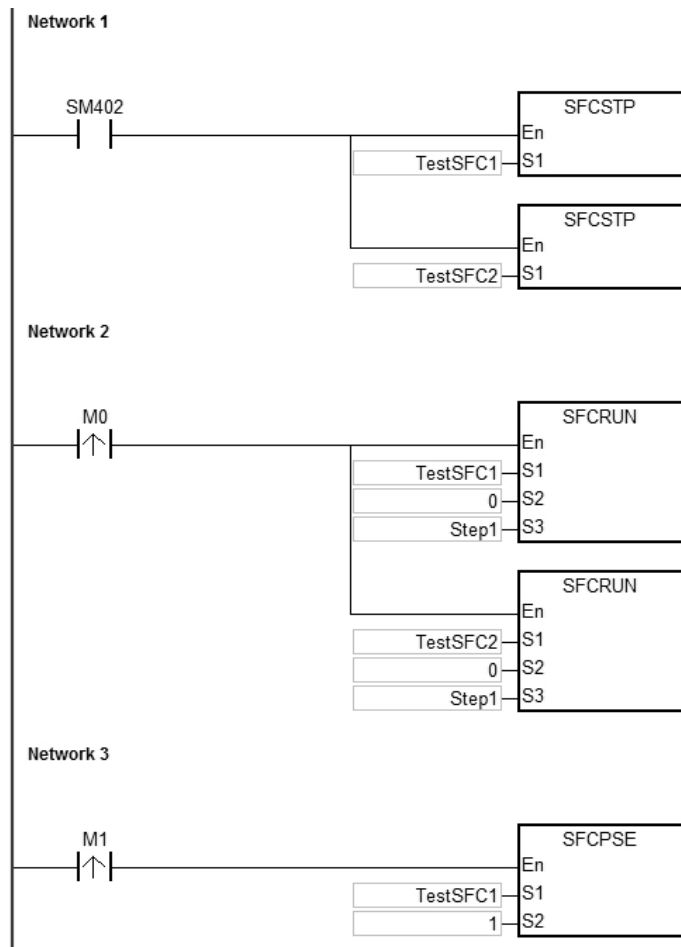 Network 1
SM402
SFCSTP
En
TestSFC1 S1
SFCSTP
En
TestSFC2 S1
Network 2
M0
SFCRUN
En
TestSFC1 S1
0 S2
Step1 S3
SFCRUN
En
TestSFC2 S1
0 S2
Step1 S3
Network 3
M1
SFCPSE
En
TestSFC1 S1
1 S2